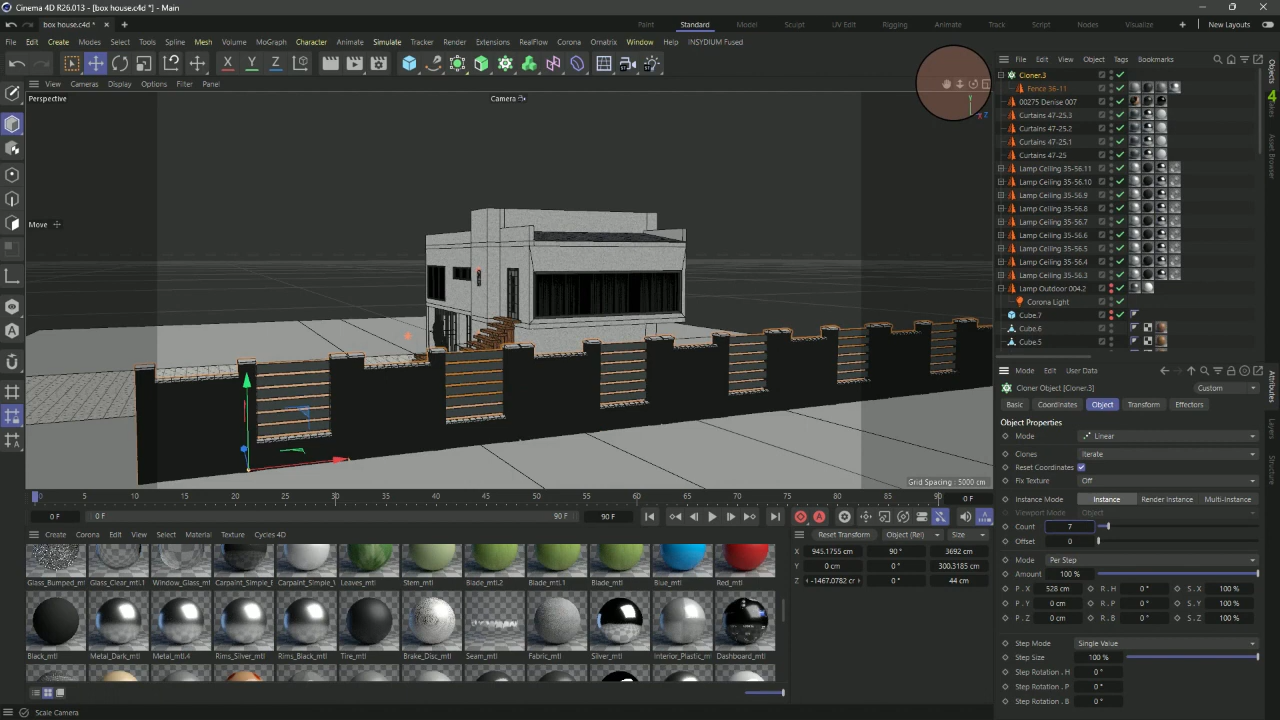 Cinema 4D R26.013 - [box house.c4d *] - Main
box house.c4d *
Paint
Standard
Model
Sculpt
UV Edit
Rigging
Animate
Track
Script
Nodes
Visualize
New Layouts
File Edit Create Modes Select Tools Spline Mesh Volume MoGraph Character Animate Simulate Tracker Render Extensions RealFlow Corona Ornatrix Window Help INSYDIUM Fused
X Y Z
View Cameras Display Options Filter Panel
Perspective
Camera
Move
Grid Spacing : 5000 cm
File Edit View Object Tags Bookmarks
Cloner.3
Fence 36-11
00275 Denise 007
Curtains 47-25.3
Curtains 47-25.2
Curtains 47-25.1
Curtains 47-25
Lamp Ceiling 35-56.11
Lamp Ceiling 35-56.10
Lamp Ceiling 35-56.9
Lamp Ceiling 35-56.8
Lamp Ceiling 35-56.7
Lamp Ceiling 35-56.6
Lamp Ceiling 35-56.5
Lamp Ceiling 35-56.4
Lamp Ceiling 35-56.3
Lamp Outdoor 004.2
Corona Light
Cube.7
Cube.6
Cube.5
Objects
4
Asset Browser
Attributes
Layers
Structure
Mode Edit User Data
Cloner Object [Cloner.3]
Custom
Basic Coordinates Object Transform Effectors
Object Properties
Mode Linear
Clones Iterate
Reset Coordinates
Fix Texture Off
Instance Mode Instance Render Instance Multi-Instance
Viewport Mode Object
Count 7
Offset 0
Mode Per Step
Amount 100 %
P . X 528 cm R . H 0 ° S . X 100 %
P . Y 0 cm R . P 0 ° S . Y 100 %
P . Z 0 cm R . B 0 ° S . Z 100 %
Step Mode Single Value
Step Size 100 %
Step Rotation . H 0 °
Step Rotation . P 0 °
Step Rotation . B 0 °
0 5 10 15 20 25 30 35 40 45 50 55 60 65 70 75 80 85 90 0 F
0 F 0 F 90 F 90 F
Create Corona Edit View Select Material Texture Cycles 4D
Glass_Bumped_m Glass_Clear_mtl.1 Window_Glass_m Carpaint_Simple_F Carpaint_Simple_V Leaves_mtl Stem_mtl Blade_mtl.2 Blade_mtl.1 Blade_mtl Blue_mtl Red_mtl
Black_mtl Metal_Dark_mtl Metal_mtl.4 Rims_Silver_mtl Rims_Black_mtl Tire_mtl Brake_Disc_mtl Seam_mtl Fabric_mtl Silver_mtl Interior_Plastic_m Dashboard_mtl
Reset Transform Object (Rel) Size
X 945.1755 cm 90 ° 3692 cm
Y 0 cm 0 ° 300.3185 cm
Z -1467.0782 cm 0 ° 44 cm
Scale Camera